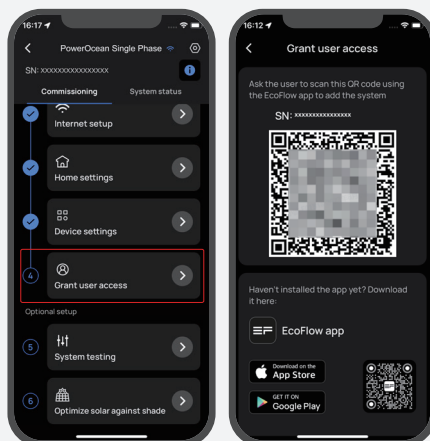 16:17
PowerOcean Single Phase
SN: xxxxxxxxxxxxxxxx
Commissioning
System status
Internet setup
Home settings
Device settings
4
Grant user access
Optional setup
5
System testing
6
Optimize solar against shade
16:12
Grant user access
Ask the user to scan this QR code using
the EcoFlow app to add the system
SN: xxxxxxxxxxxxxxxx
Haven't installed the app yet? Download
it here:
EcoFlow app
Download on the
App Store
GET IT ON
Google Play